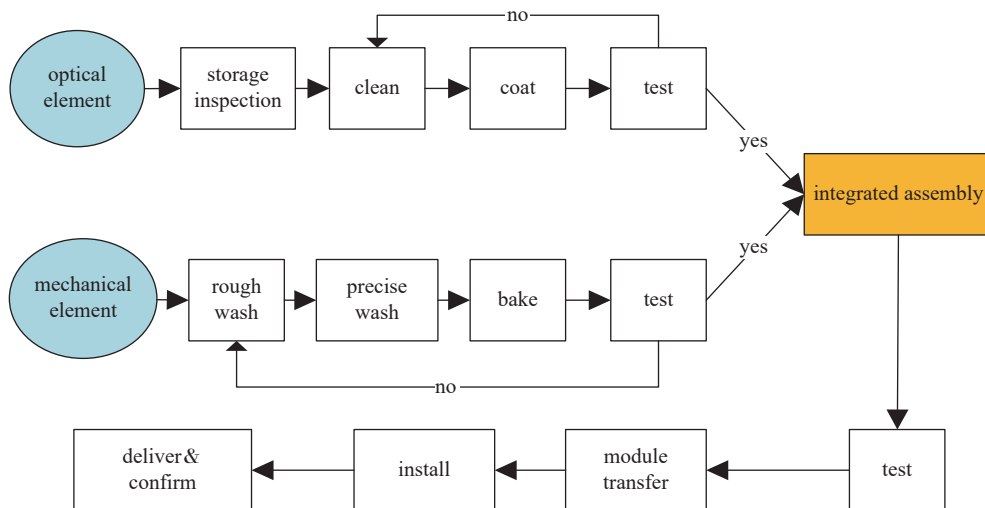 no
optical
element
storage
inspection
clean
coat
test
yes
integrated assembly
mechanical
element
rough
wash
precise
wash
bake
test
yes
no
deliver&
confirm
install
module
transfer
test